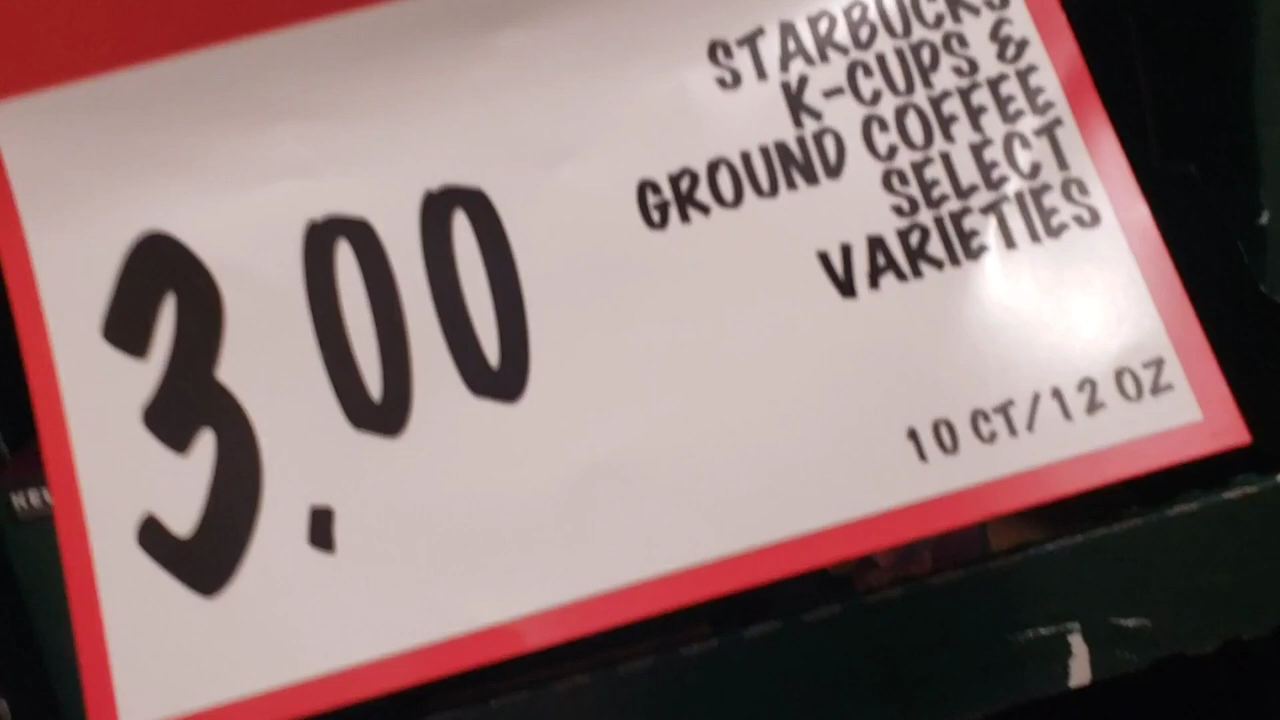 STARBUCKS
K-CUPS &
GROUND COFFEE
SELECT
VARIETIES
3.00
10 CT/12 OZ